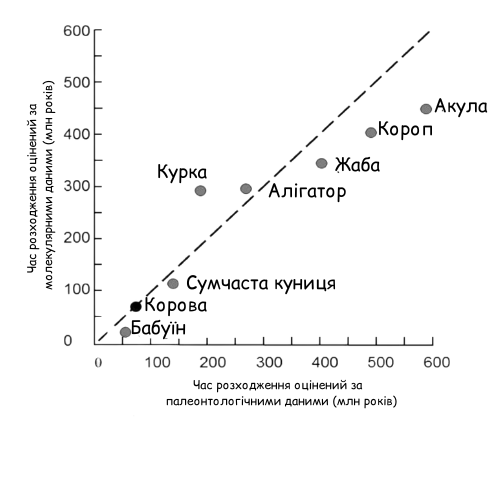 Час розходження оцінений за
молекулярними даними (млн років)
600
500
400
300
200
100
0
Акула
Короп
Жаба
Курка
Алігатор
Сумчаста куниця
Корова
Бабуїн
0 100 200 300 400 500 600
Час розходження оцінений за
палеонтологічними даними (млн років)